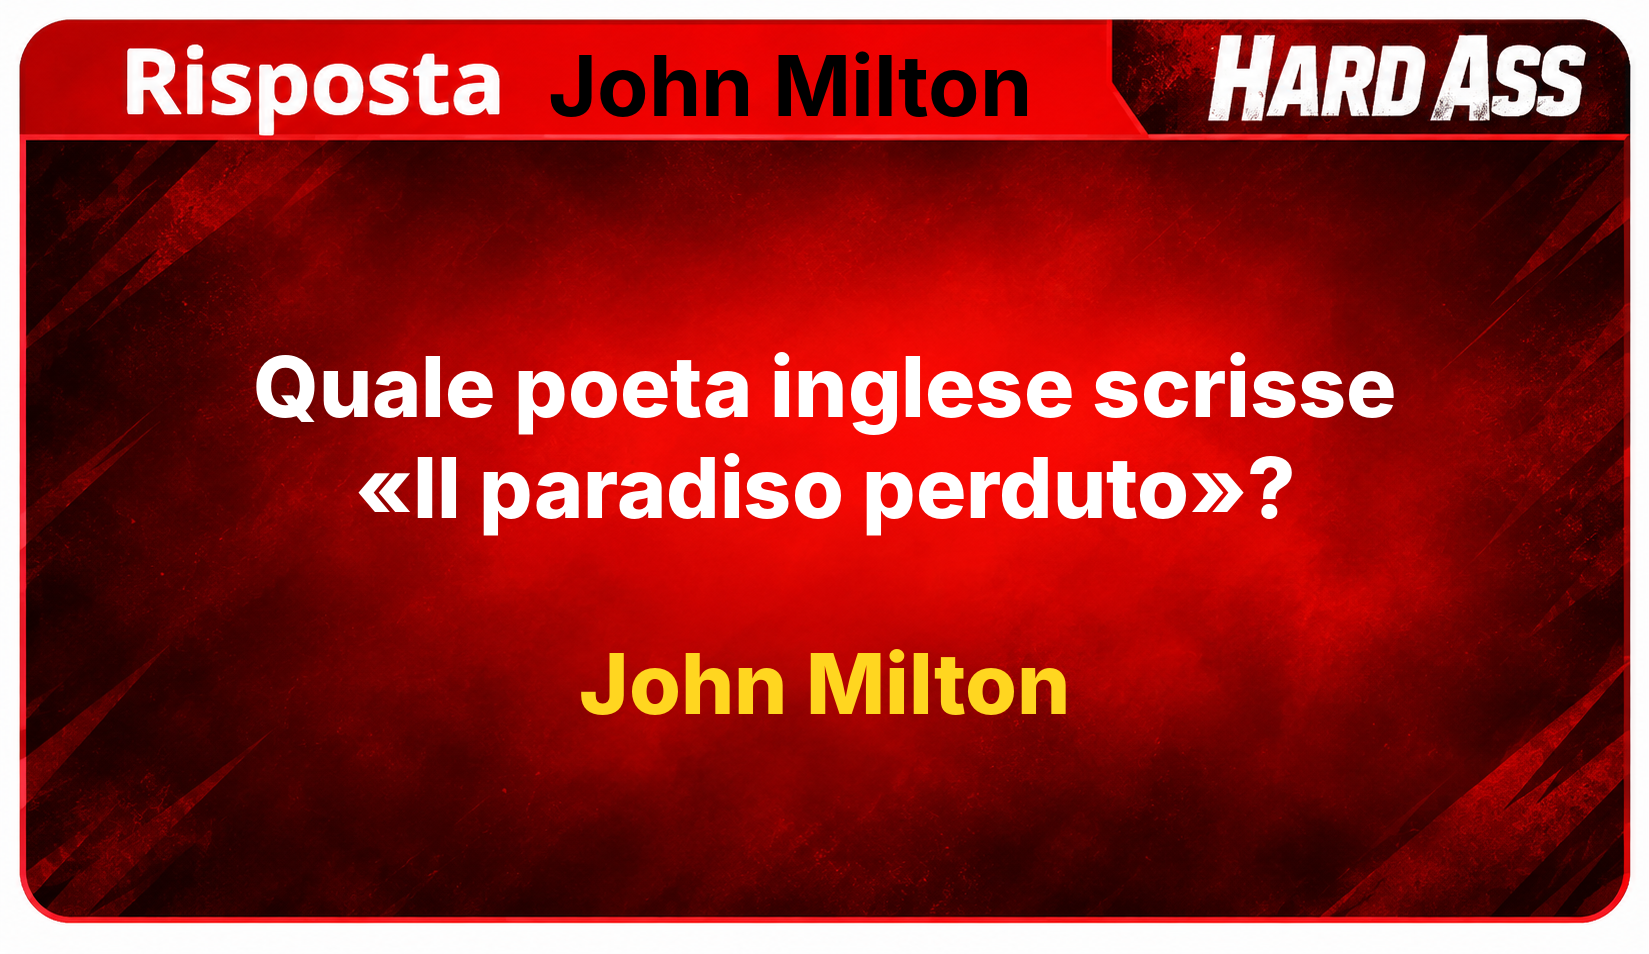 Risposta John Milton HARD ASS
Quale poeta inglese scrisse
«Il paradiso perduto»?
John Milton